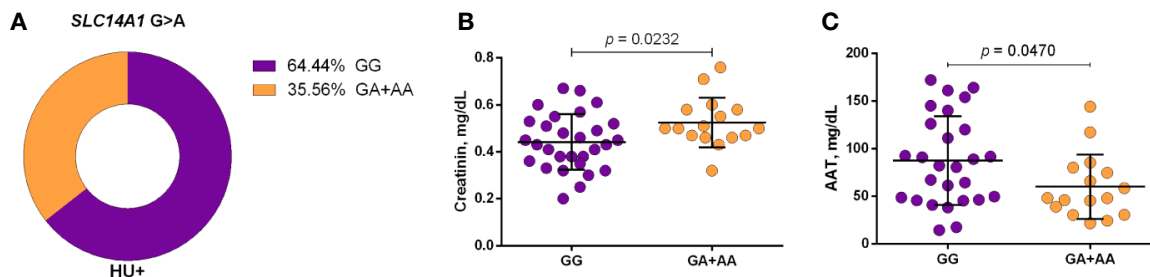 A
SLC14A1 G>A
64.44% GG
35.56% GA+AA
HU+
B
p = 0.0232
Creatinin, mg/dL
0.8
0.6
0.4
0.2
0.0
GG
GA+AA
C
p = 0.0470
AAT, mg/dL
200
150
100
50
0
GG
GA+AA